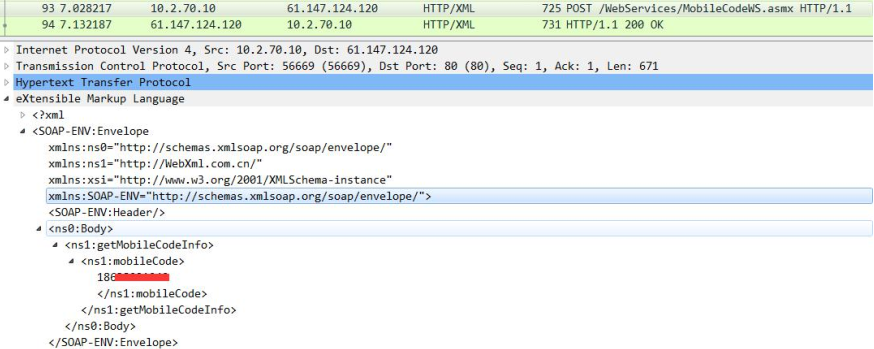 93 7.028217 10.2.70.10 61.147.124.120 HTTP/XML 725 POST /WebServices/MobileCodeWS.asmx HTTP/1.1
94 7.132187 61.147.124.120 10.2.70.10 HTTP/XML 731 HTTP/1.1 200 OK
Internet Protocol Version 4, Src: 10.2.70.10, Dst: 61.147.124.120
Transmission Control Protocol, Src Port: 56669 (56669), Dst Port: 80 (80), Seq: 1, Ack: 1, Len: 671
Hypertext Transfer Protocol
eXtensible Markup Language
<?xml
<SOAP-ENV:Envelope
xmlns:ns0="http://schemas.xmlsoap.org/soap/envelope/"
xmlns:ns1="http://WebXml.com.cn/"
xmlns:xsi="http://www.w3.org/2001/XMLSchema-instance"
xmlns:SOAP-ENV="http://schemas.xmlsoap.org/soap/envelope/">
<SOAP-ENV:Header/>
<ns0:Body>
<ns1:getMobileCodeInfo>
<ns1:mobileCode>
186
</ns1:mobileCode>
</ns1:getMobileCodeInfo>
</ns0:Body>
</SOAP-ENV:Envelope>